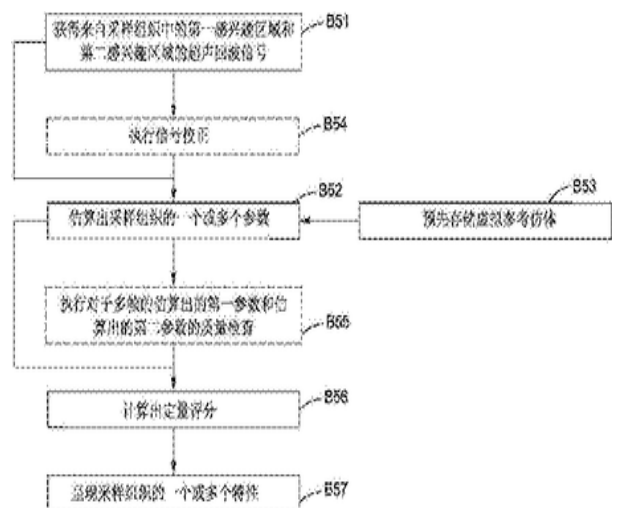 获得来自采样组织中的第一感兴趣区域和
第二感兴趣区域的超声回波信号
B51
执行信号校正
B54
B52
估算出采样组织的一个或多个参数
B53
预先存储虚拟参考仿体
执行对于多帧的估算出的第一参数和估
算出的第二参数的质量检查
B55
计算出定量评分
B56
呈现采样组织的一个或多个特性
B57